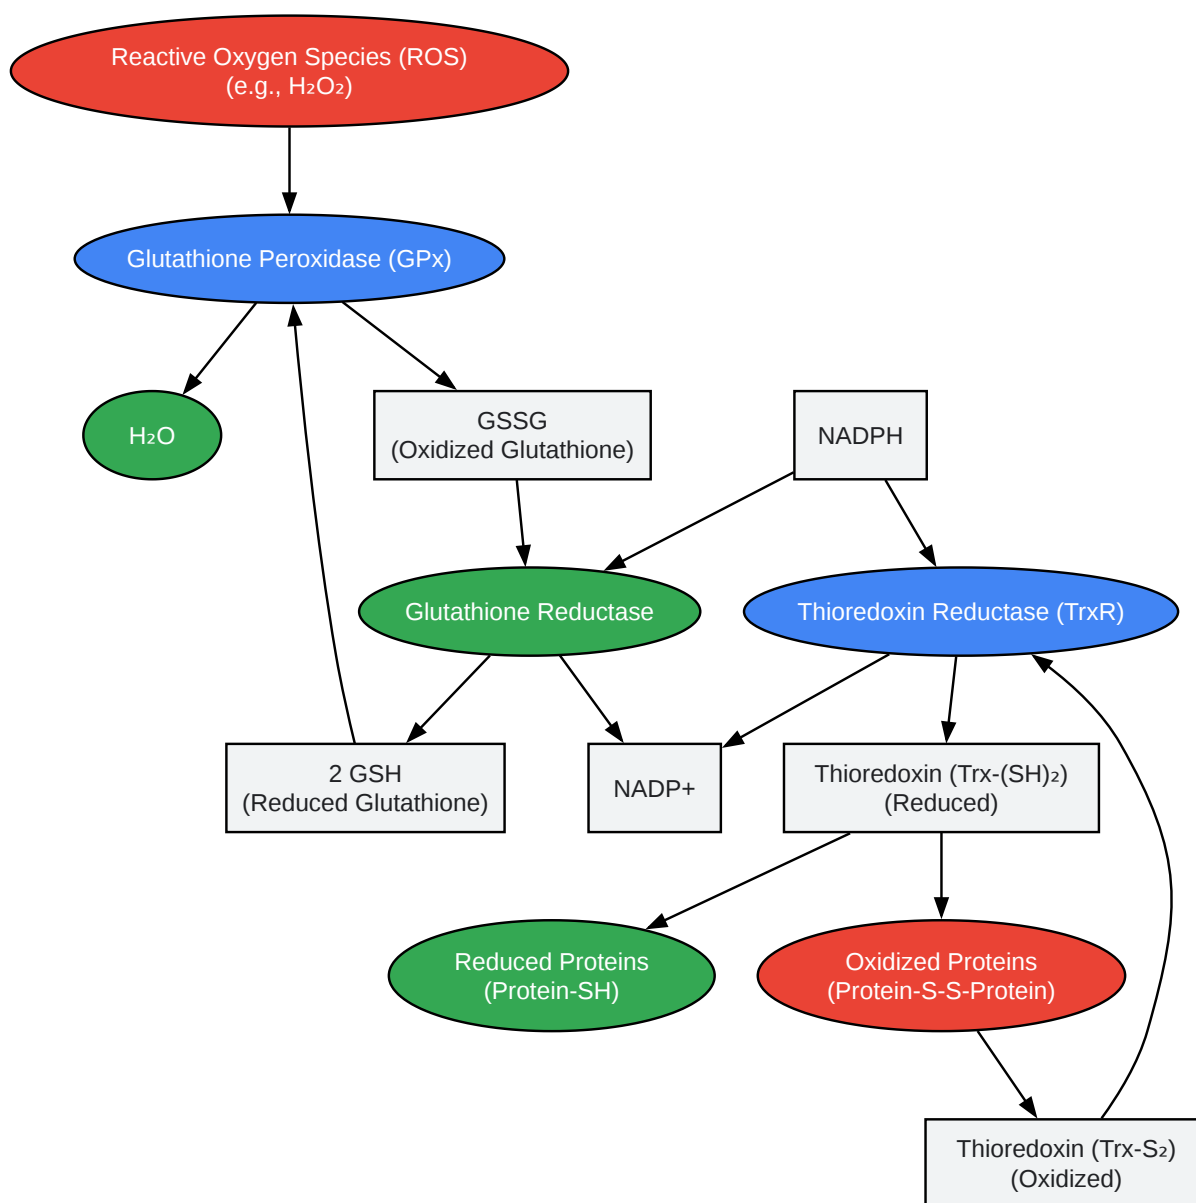 Reactive Oxygen Species (ROS)
(e.g., H₂O₂)
Glutathione Peroxidase (GPx)
H₂O
GSSG
(Oxidized Glutathione)
NADPH
Glutathione Reductase
Thioredoxin Reductase (TrxR)
2 GSH
(Reduced Glutathione)
NADP+
Thioredoxin (Trx-(SH)₂)
(Reduced)
Reduced Proteins
(Protein-SH)
Oxidized Proteins
(Protein-S-S-Protein)
Thioredoxin (Trx-S₂)
(Oxidized)